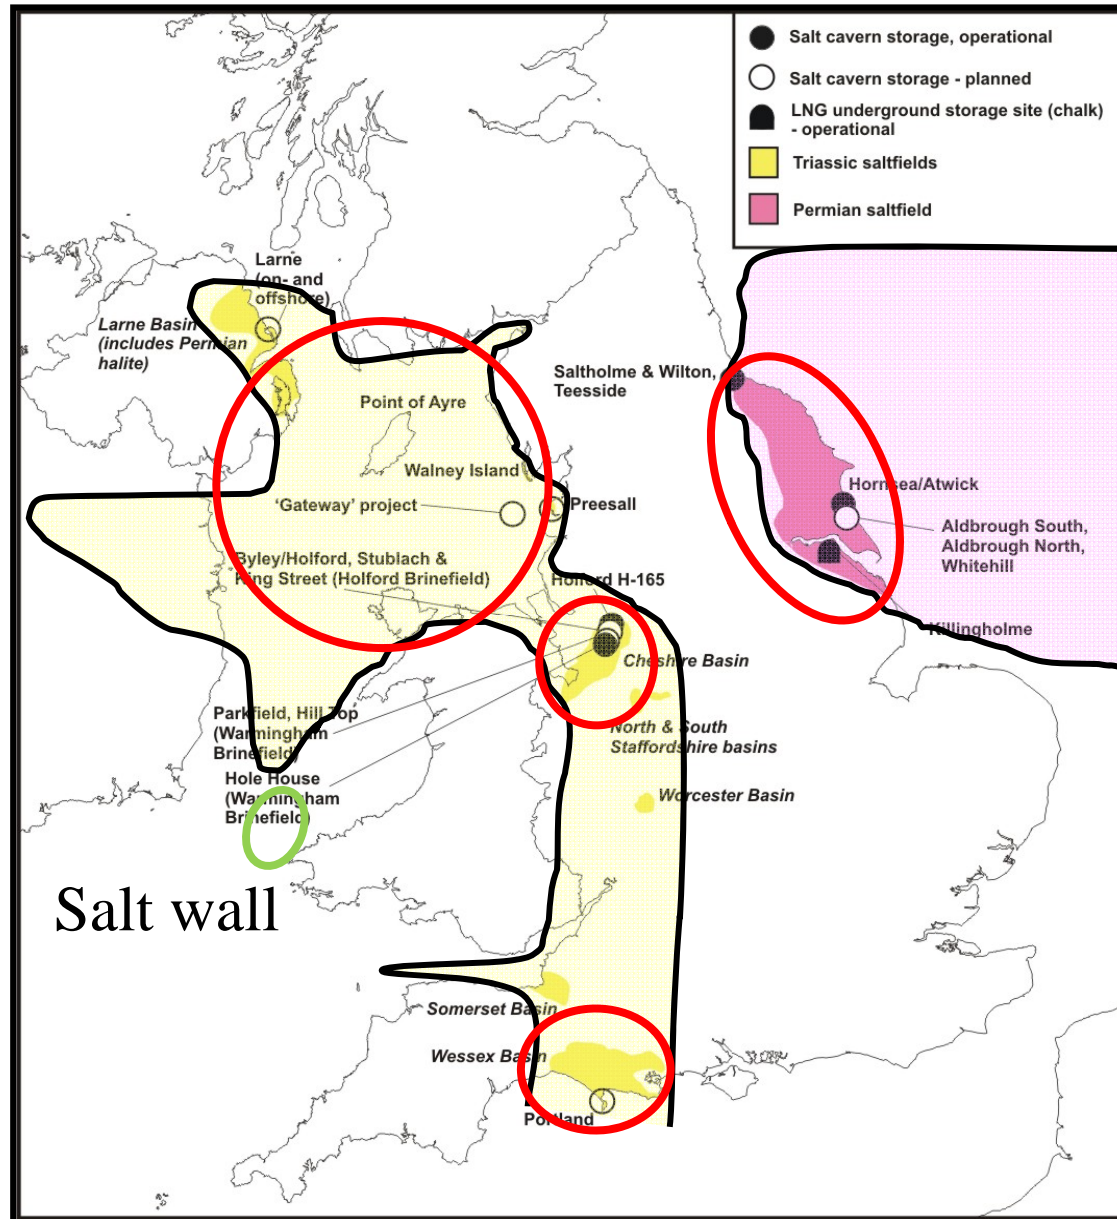 Salt cavern storage, operational
Salt cavern storage - planned
LNG underground storage site (chalk)
- operational
Triassic saltfields
Permian saltfield
Larne
(on- and
offshore)
Larne Basin
(includes Permian
halite)
Saltholme & Wilton,
Teesside
Point of Ayre
Walney Island
'Gateway' project
Preesall
Hornsea/Atwick
Aldbrough South,
Aldbrough North,
Whitehill
Byley/Holford, Stublach &
King Street (Holford Brinefield)
Holford H-165
Killingholme
Cheshire Basin
Parkfield, Hill Top
(Warmingham
Brinefield)
North & South
Staffordshire basins
Hole House
(Warmingham
Brinefield)
Worcester Basin
Salt wall
Somerset Basin
Wessex Basin
Portland